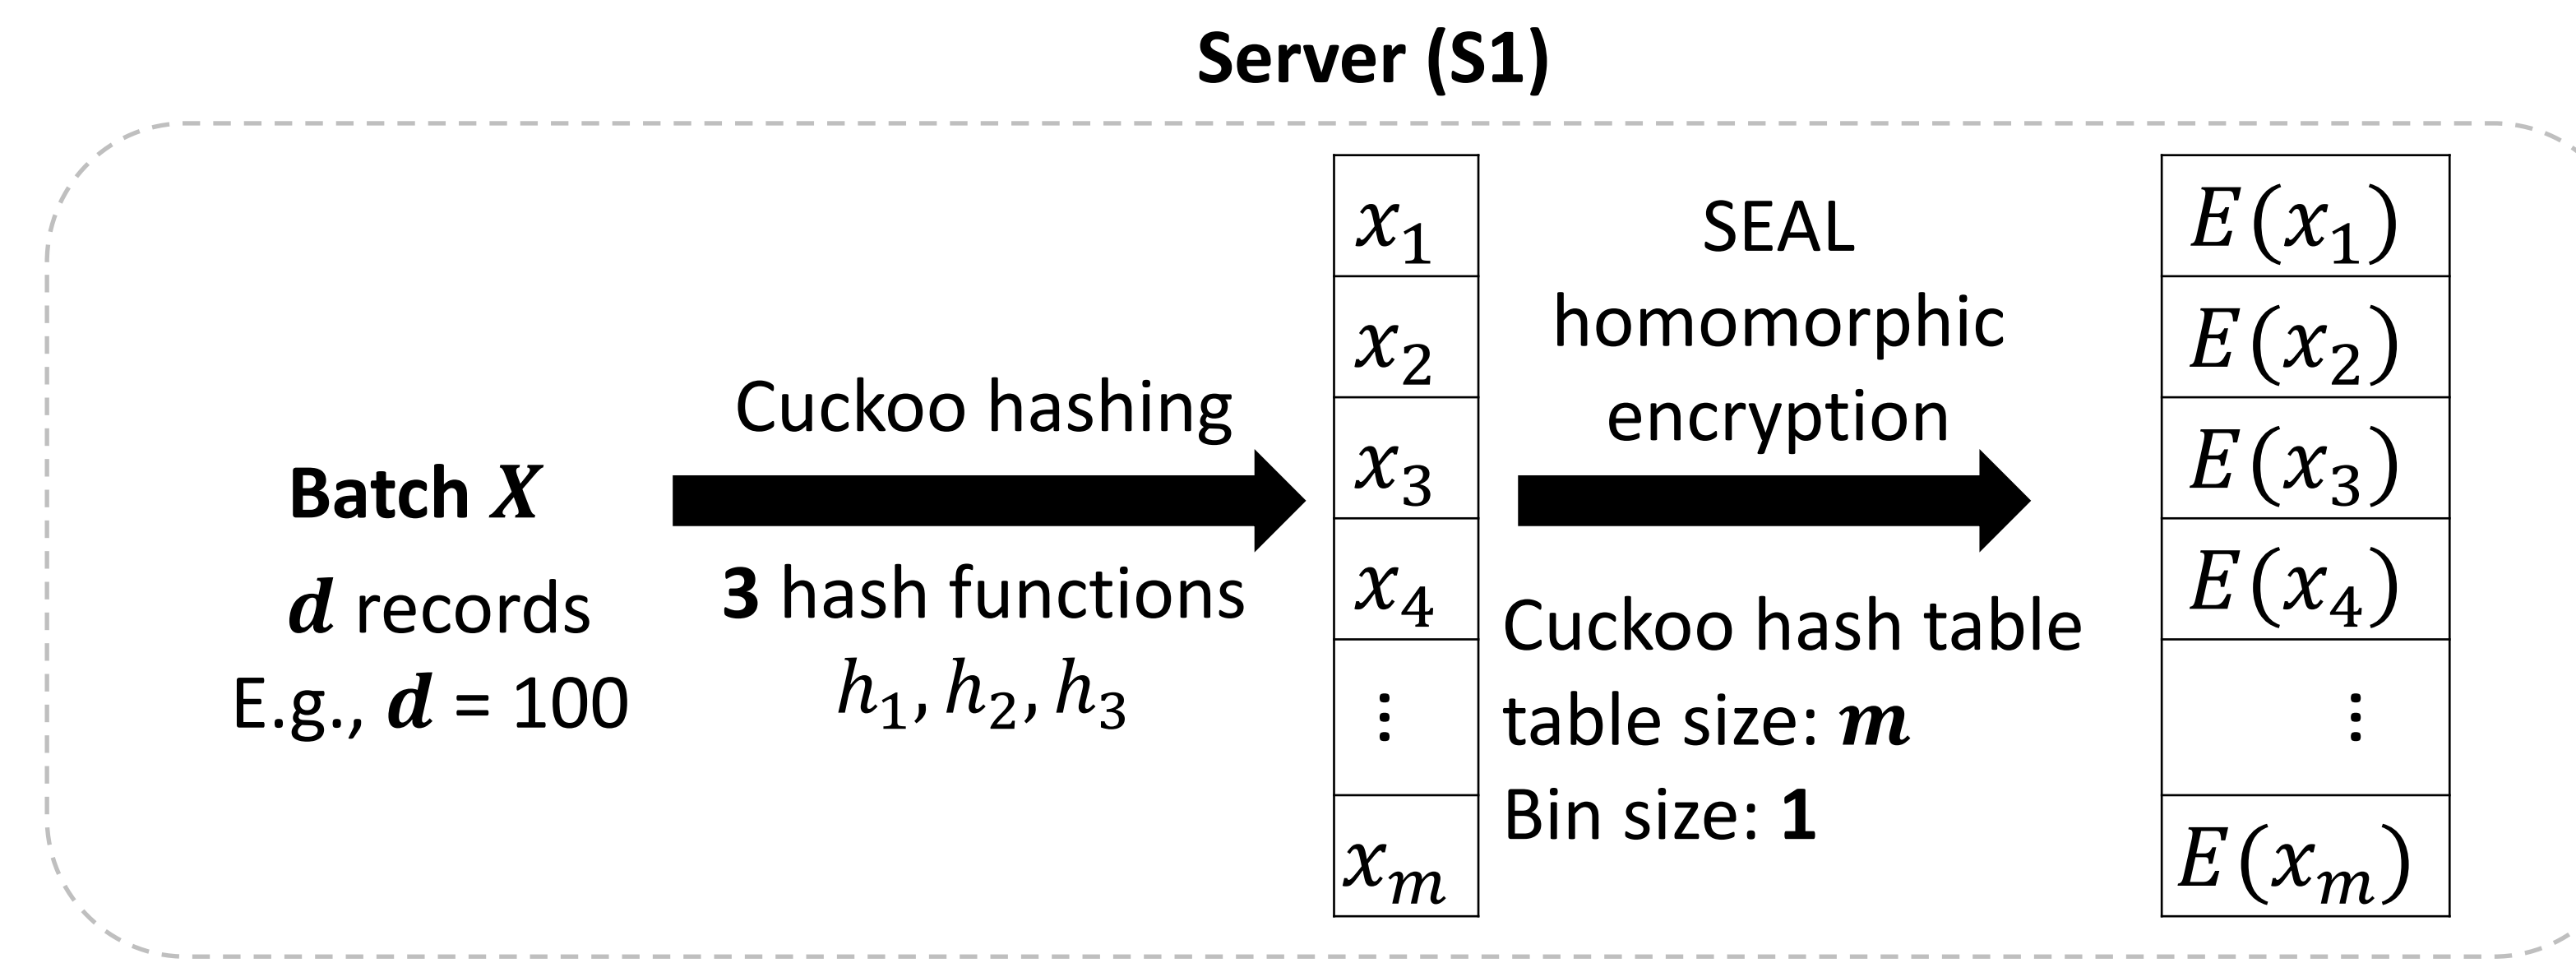 Server (S1)
Batch X
d records
E.g., d = 100
Cuckoo hashing
3 hash functions
h₁, h₂, h₃
x₁
x₂
x₃
x₄
⋮
xₘ
SEAL
homomorphic
encryption
Cuckoo hash table
table size: m
Bin size: 1
E(x₁)
E(x₂)
E(x₃)
E(x₄)
⋮
E(xₘ)